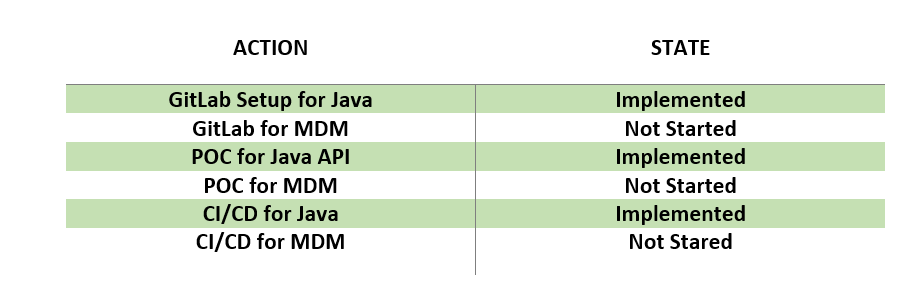 ACTION STATE
GitLab Setup for Java Implemented
GitLab for MDM Not Started
POC for Java API Implemented
POC for MDM Not Started
CI/CD for Java Implemented
CI/CD for MDM Not Stared